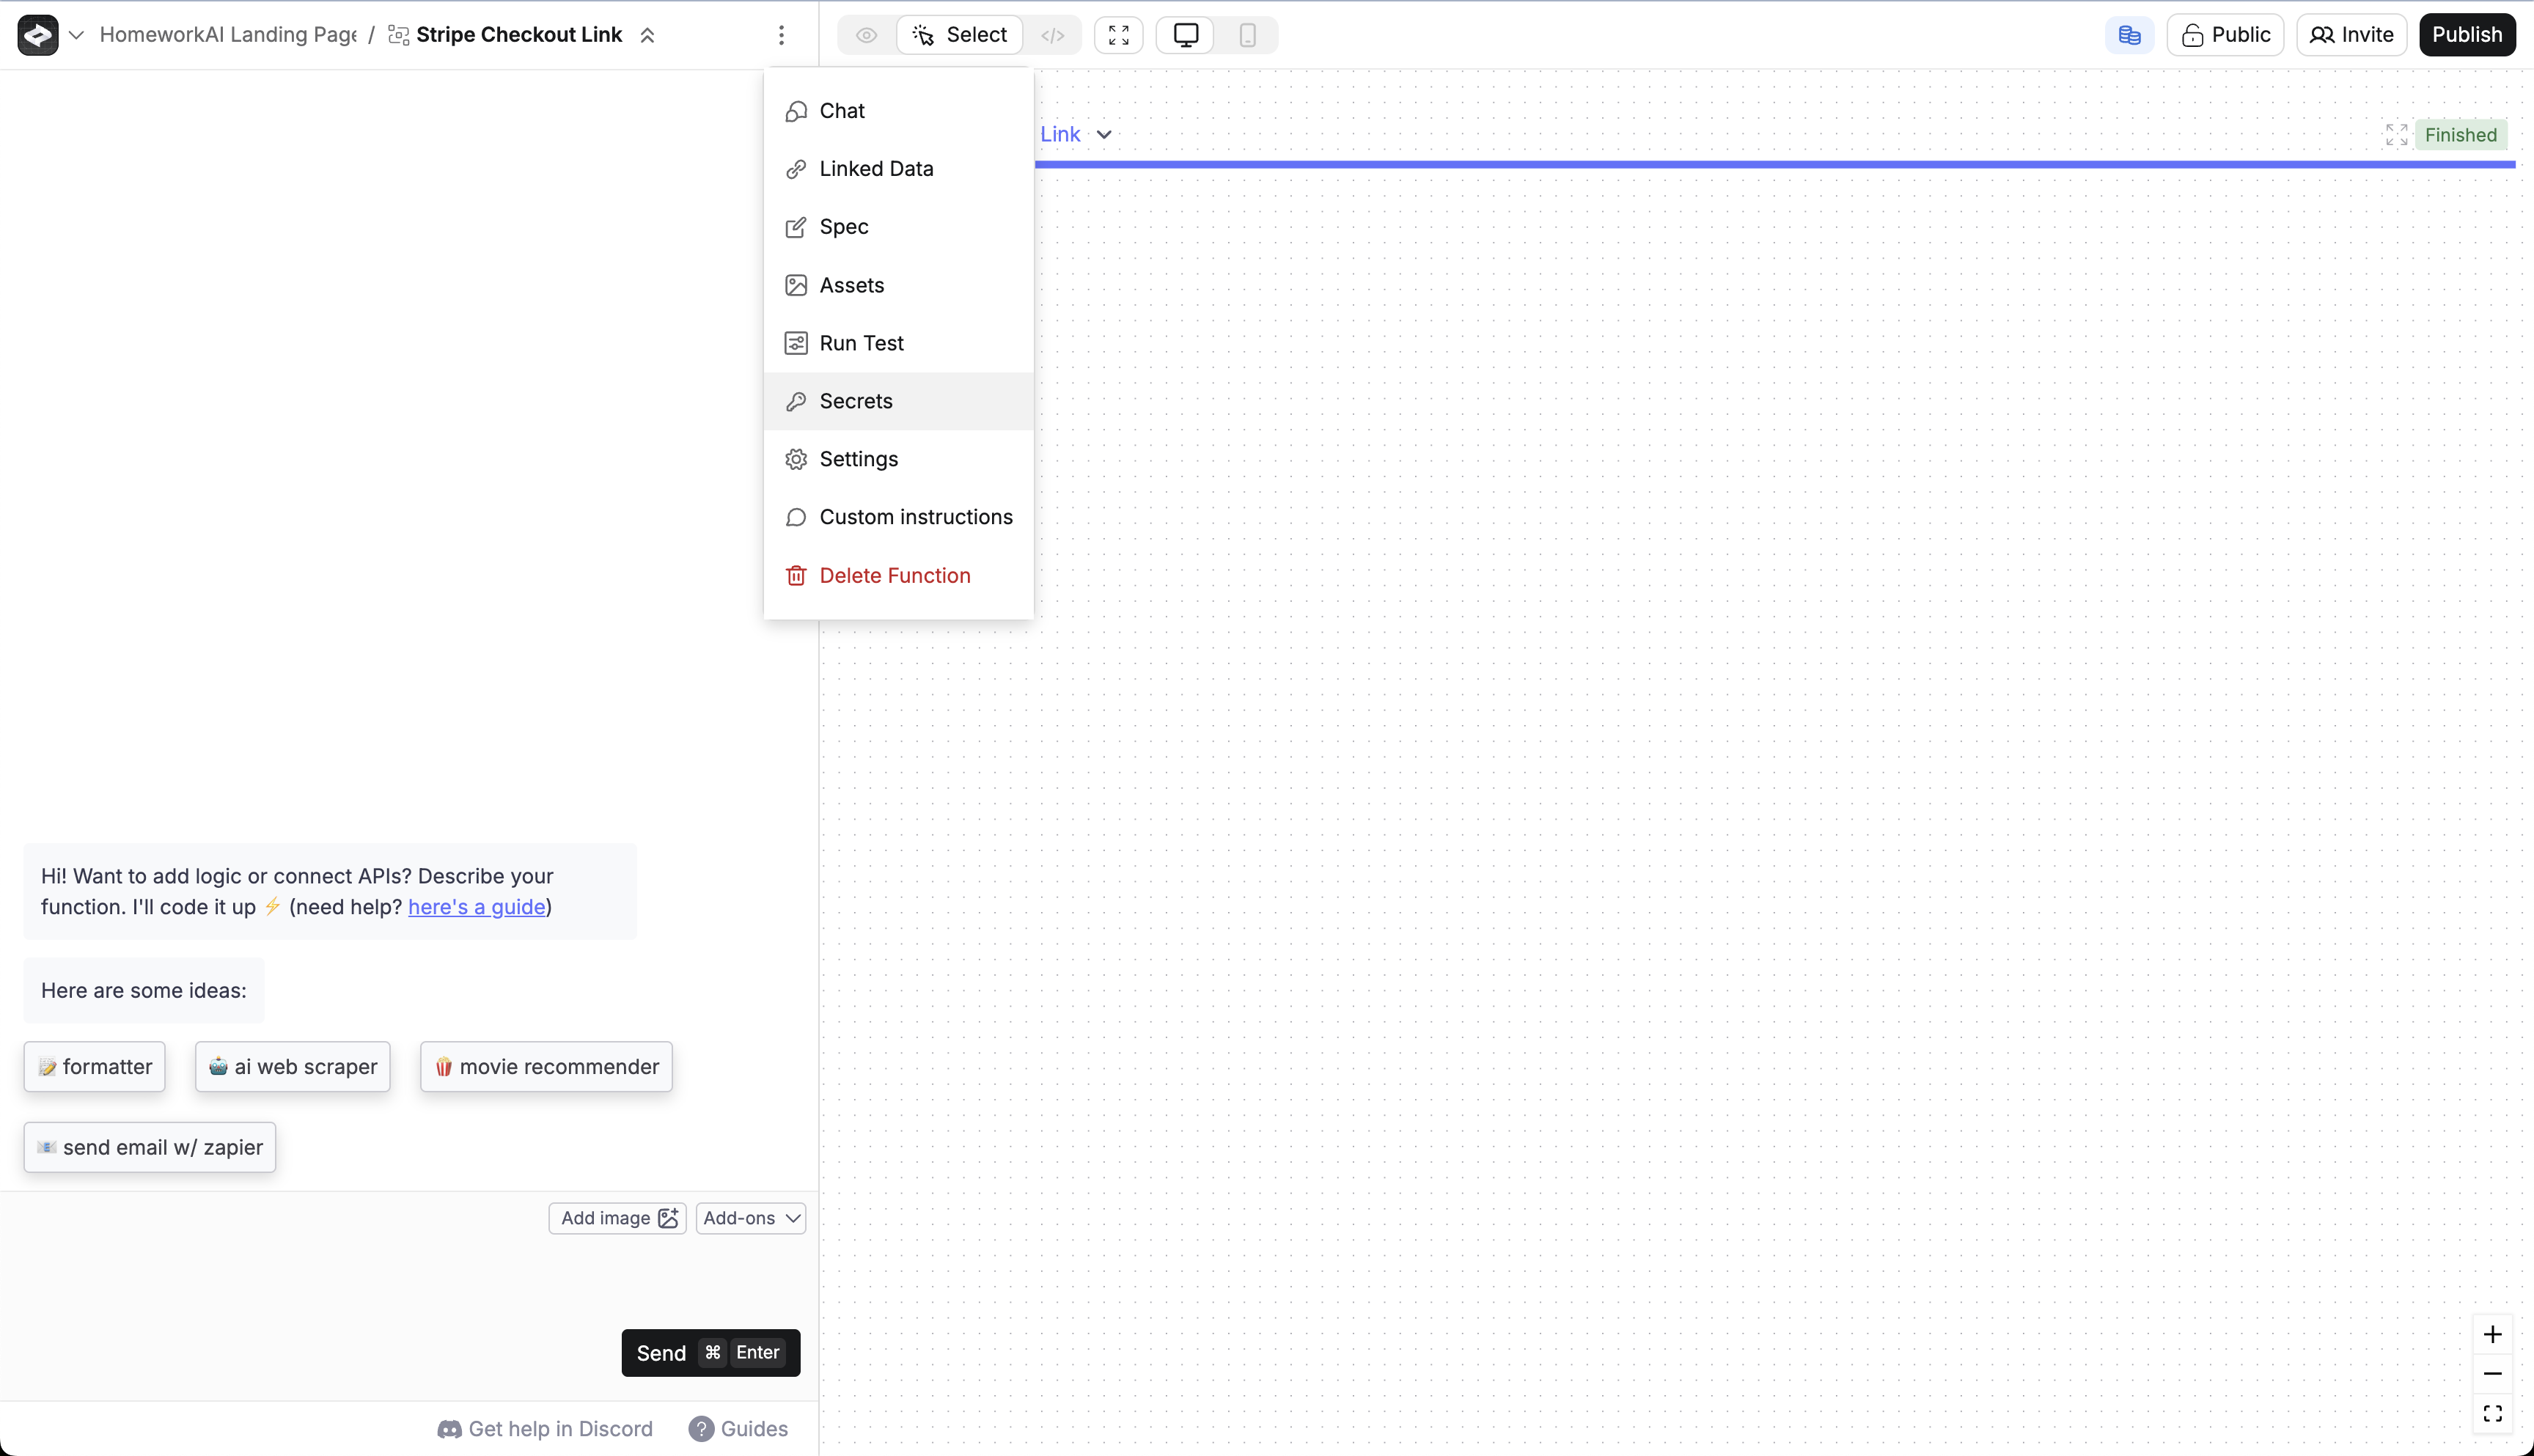 HomeworkAI Landing Page / Stripe Checkout Link
Select
Public
Invite
Publish
Chat
Linked Data
Spec
Assets
Run Test
Secrets
Settings
Custom instructions
Delete Function
Link
Finished
Hi! Want to add logic or connect APIs? Describe your
function. I'll code it up ⚡ (need help? here's a guide)
Here are some ideas:
📝 formatter
🤖 ai web scraper
🍿 movie recommender
📧 send email w/ zapier
Add image
Add-ons
Send ⌘ Enter
Get help in Discord
? Guides